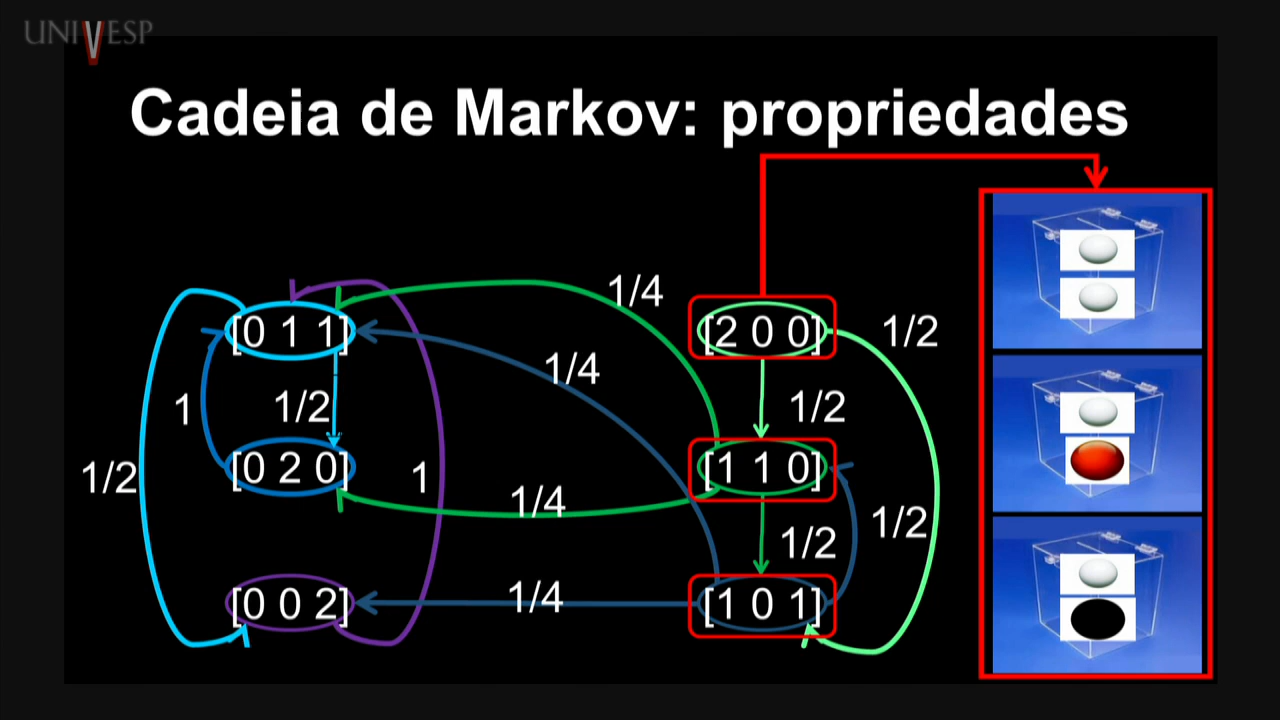 UNIVESP
Cadeia de Markov: propriedades
1/4
[0 1 1]
[2 0 0]
1/2
1/4
1
1/2
1/2
1/2
[0 2 0]
1
[1 1 0]
1/4
1/2
1/2
[0 0 2]
1/4
[1 0 1]